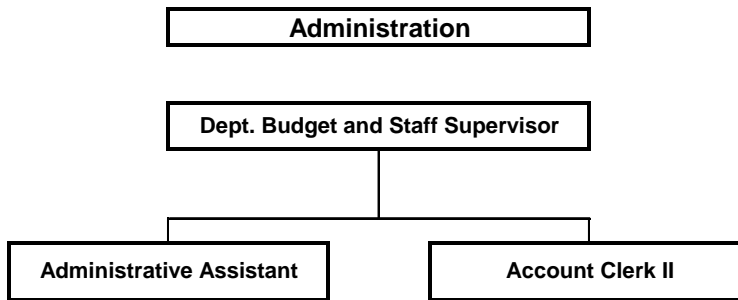 Administration
Dept. Budget and Staff Supervisor
Administrative Assistant
Account Clerk II